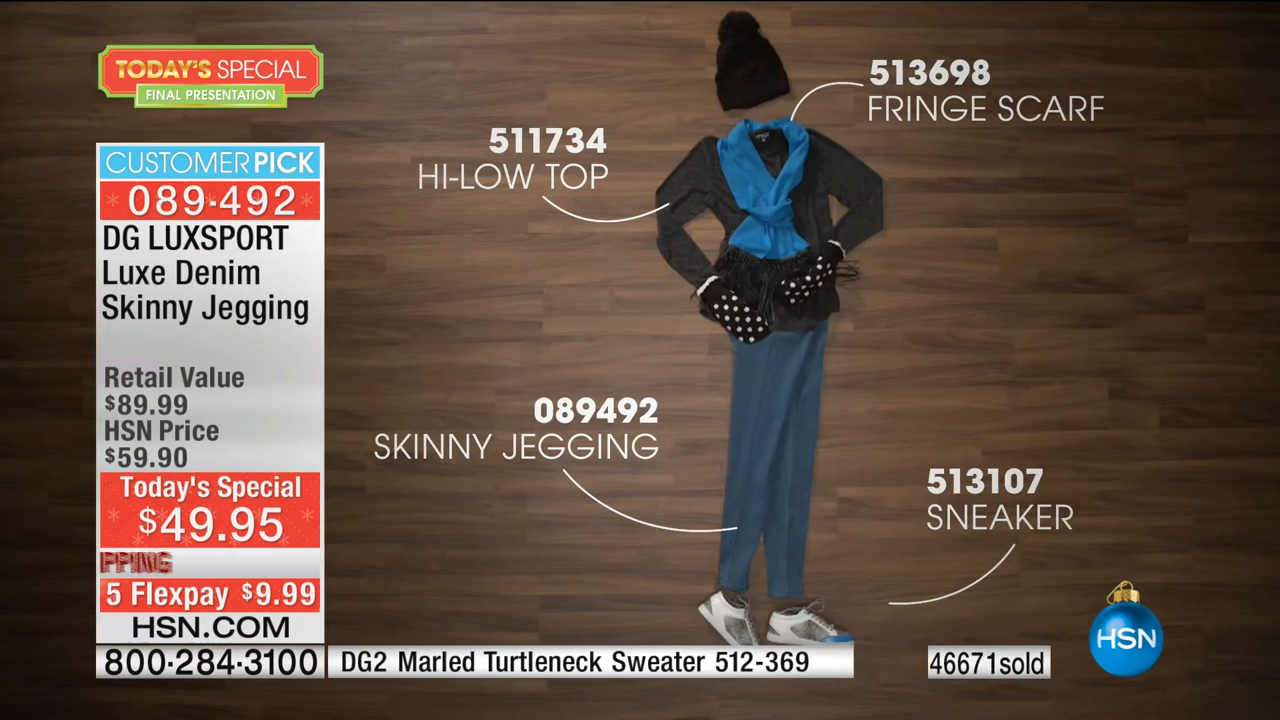 TODAY'S SPECIAL
FINAL PRESENTATION
CUSTOMER PICK
089·492
DG LUXSPORT
Luxe Denim
Skinny Jegging
Retail Value
$89.99
HSN Price
$59.90
Today's Special
$49.95
PPING
5 Flexpay $9.99
HSN.COM
800·284·3100
DG2 Marled Turtleneck Sweater 512-369
46671sold
HSN
513698
FRINGE SCARF
511734
HI-LOW TOP
089492
SKINNY JEGGING
513107
SNEAKER